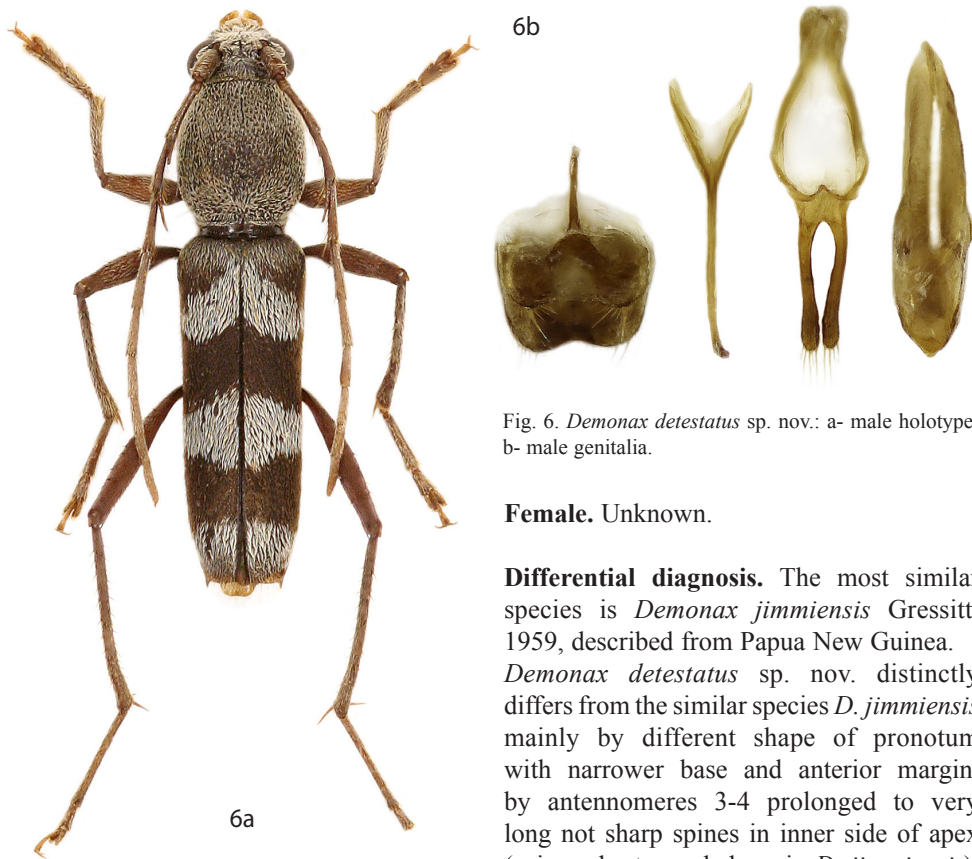 6b
6a
Fig. 6. Demonax detestatus sp. nov.: a- male holotype
b- male genitalia.
Female. Unknown.
Differential diagnosis. The most similar
species is Demonax jimmiensis Gressitt
1959, described from Papua New Guinea.
Demonax detestatus sp. nov. distinctly
differs from the similar species D. jimmiensis
mainly by different shape of pronotum
with narrower base and anterior margin
by antennomeres 3-4 prolonged to very
long not sharp spines in inner side of apex